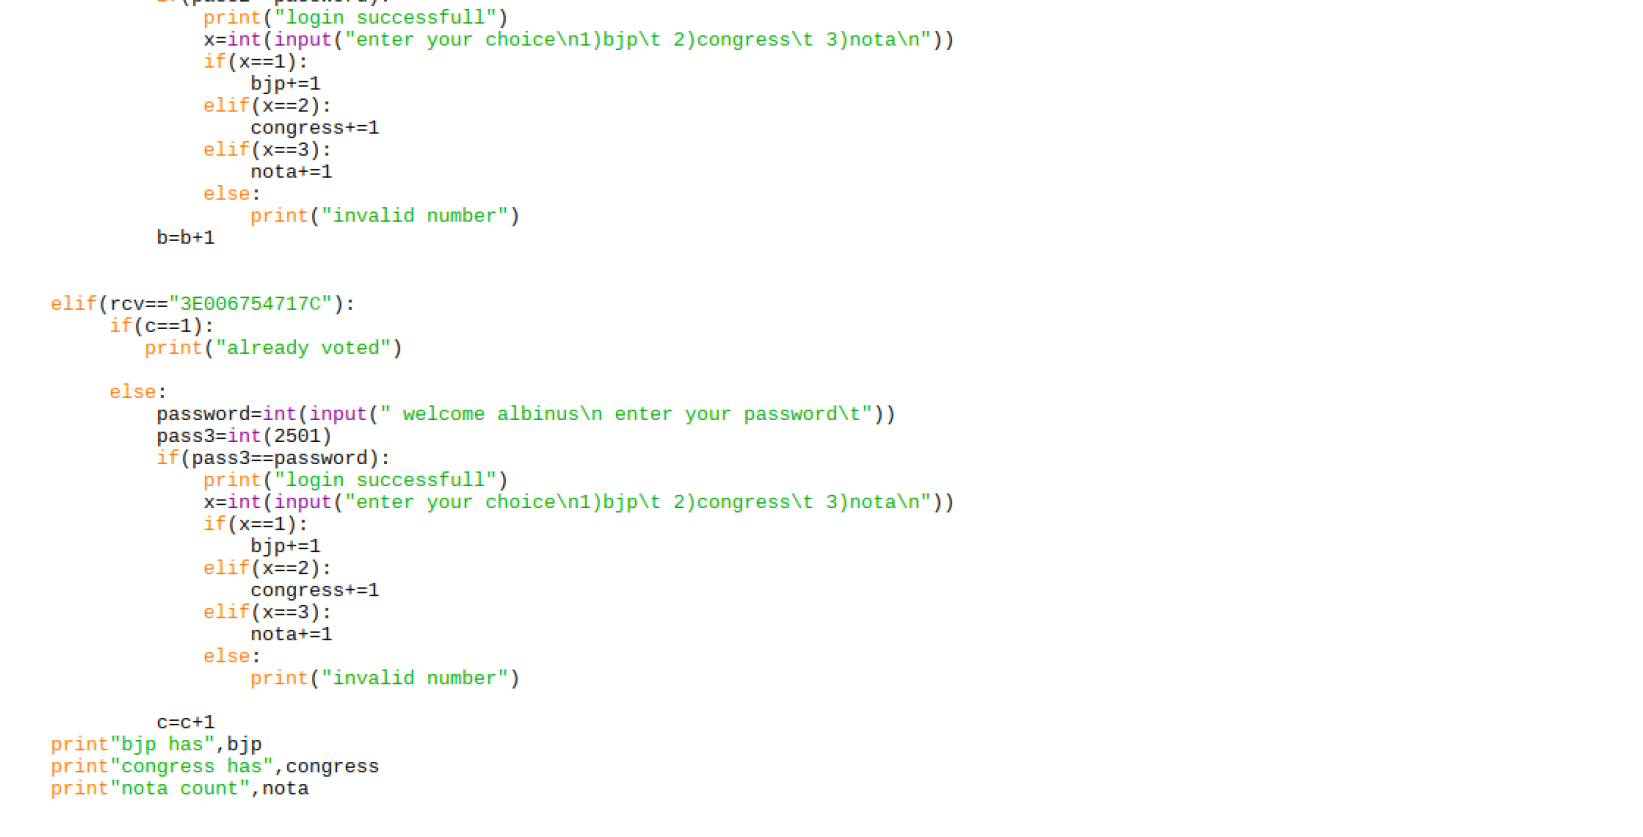 print("login successfull")
x=int(input("enter your choice\n1)bjp\t 2)congress\t 3)nota\n"))
if(x==1):
bjp+=1
elif(x==2):
congress+=1
elif(x==3):
nota+=1
else:
print("invalid number")
b=b+1
elif(rcv=="3E006754717C"):
if(c==1):
print("already voted")
else:
password=int(input(" welcome albinus\n enter your password\t"))
pass3=int(2501)
if(pass3==password):
print("login successfull")
x=int(input("enter your choice\n1)bjp\t 2)congress\t 3)nota\n"))
if(x==1):
bjp+=1
elif(x==2):
congress+=1
elif(x==3):
nota+=1
else:
print("invalid number")
c=c+1
print"bjp has",bjp
print"congress has",congress
print"nota count",nota